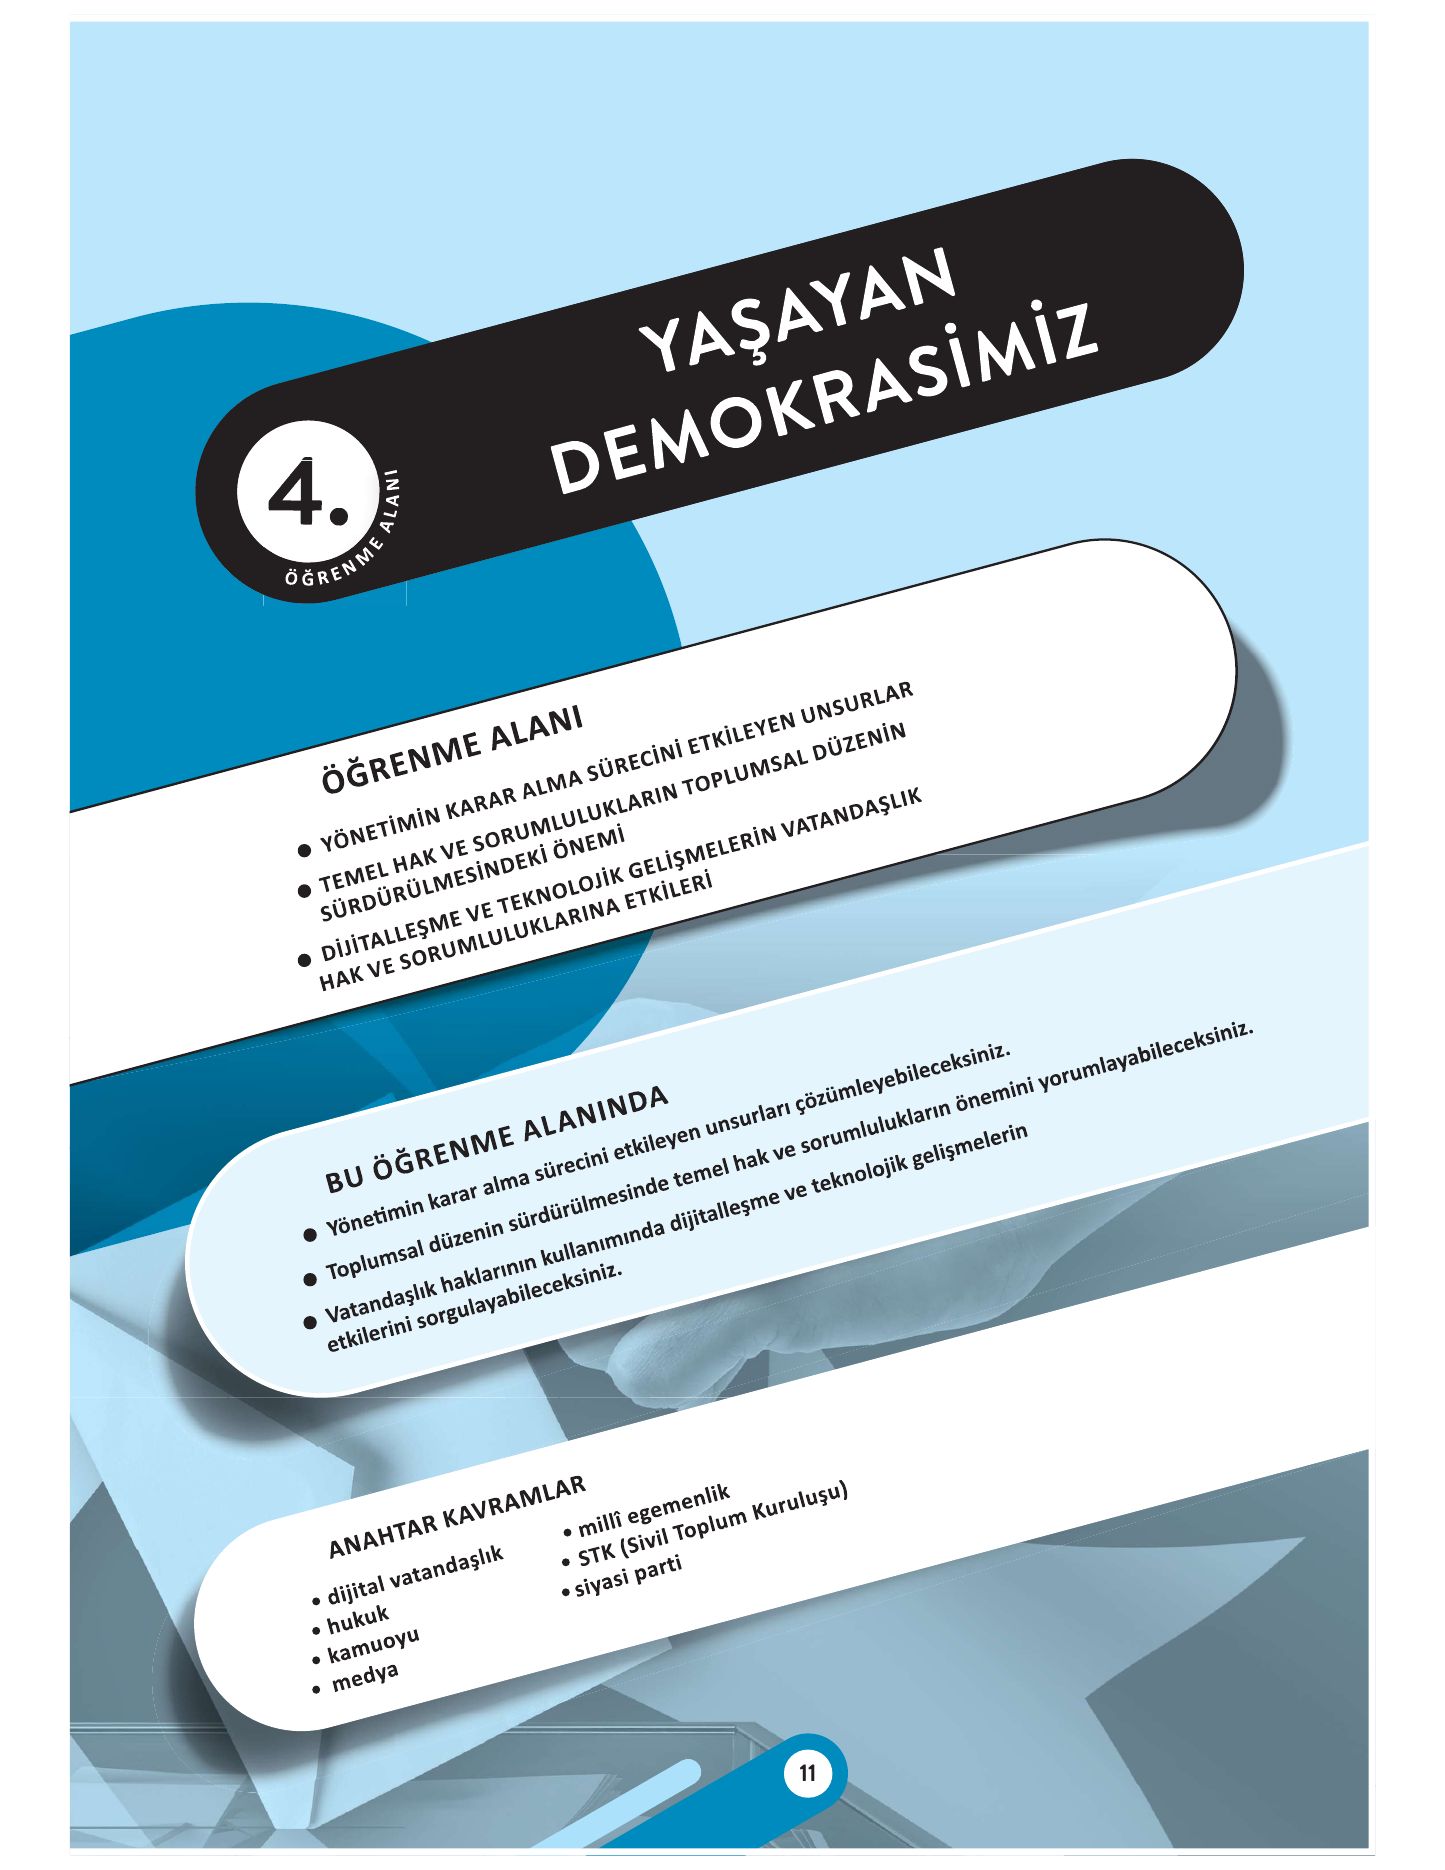 YAŞAYAN
DEMOKRASİMİZ
4.
ÖĞRENME ALANI
ÖĞRENME ALANI
● YÖNETİMİN KARAR ALMA SÜRECİNİ ETKİLEYEN UNSURLAR
● TEMEL HAK VE SORUMLULUKLARIN TOPLUMSAL DÜZENİN
SÜRDÜRÜLMESİNDEKİ ÖNEMİ
● DİJİTALLEŞME VE TEKNOLOJİK GELİŞMELERİN VATANDAŞLIK
HAK VE SORUMLULUKLARINA ETKİLERİ
BU ÖĞRENME ALANINDA
● Yönetimin karar alma sürecini etkileyen unsurları çözümleyebileceksiniz.
● Toplumsal düzenin sürdürülmesinde temel hak ve sorumlulukların önemini yorumlayabileceksiniz.
● Vatandaşlık haklarının kullanımında dijitalleşme ve teknolojik gelişmelerin
etkilerini sorgulayabileceksiniz.
ANAHTAR KAVRAMLAR
• dijital vatandaşlık
• hukuk
• kamuoyu
• medya
• millî egemenlik
• STK (Sivil Toplum Kuruluşu)
• siyasi parti
11